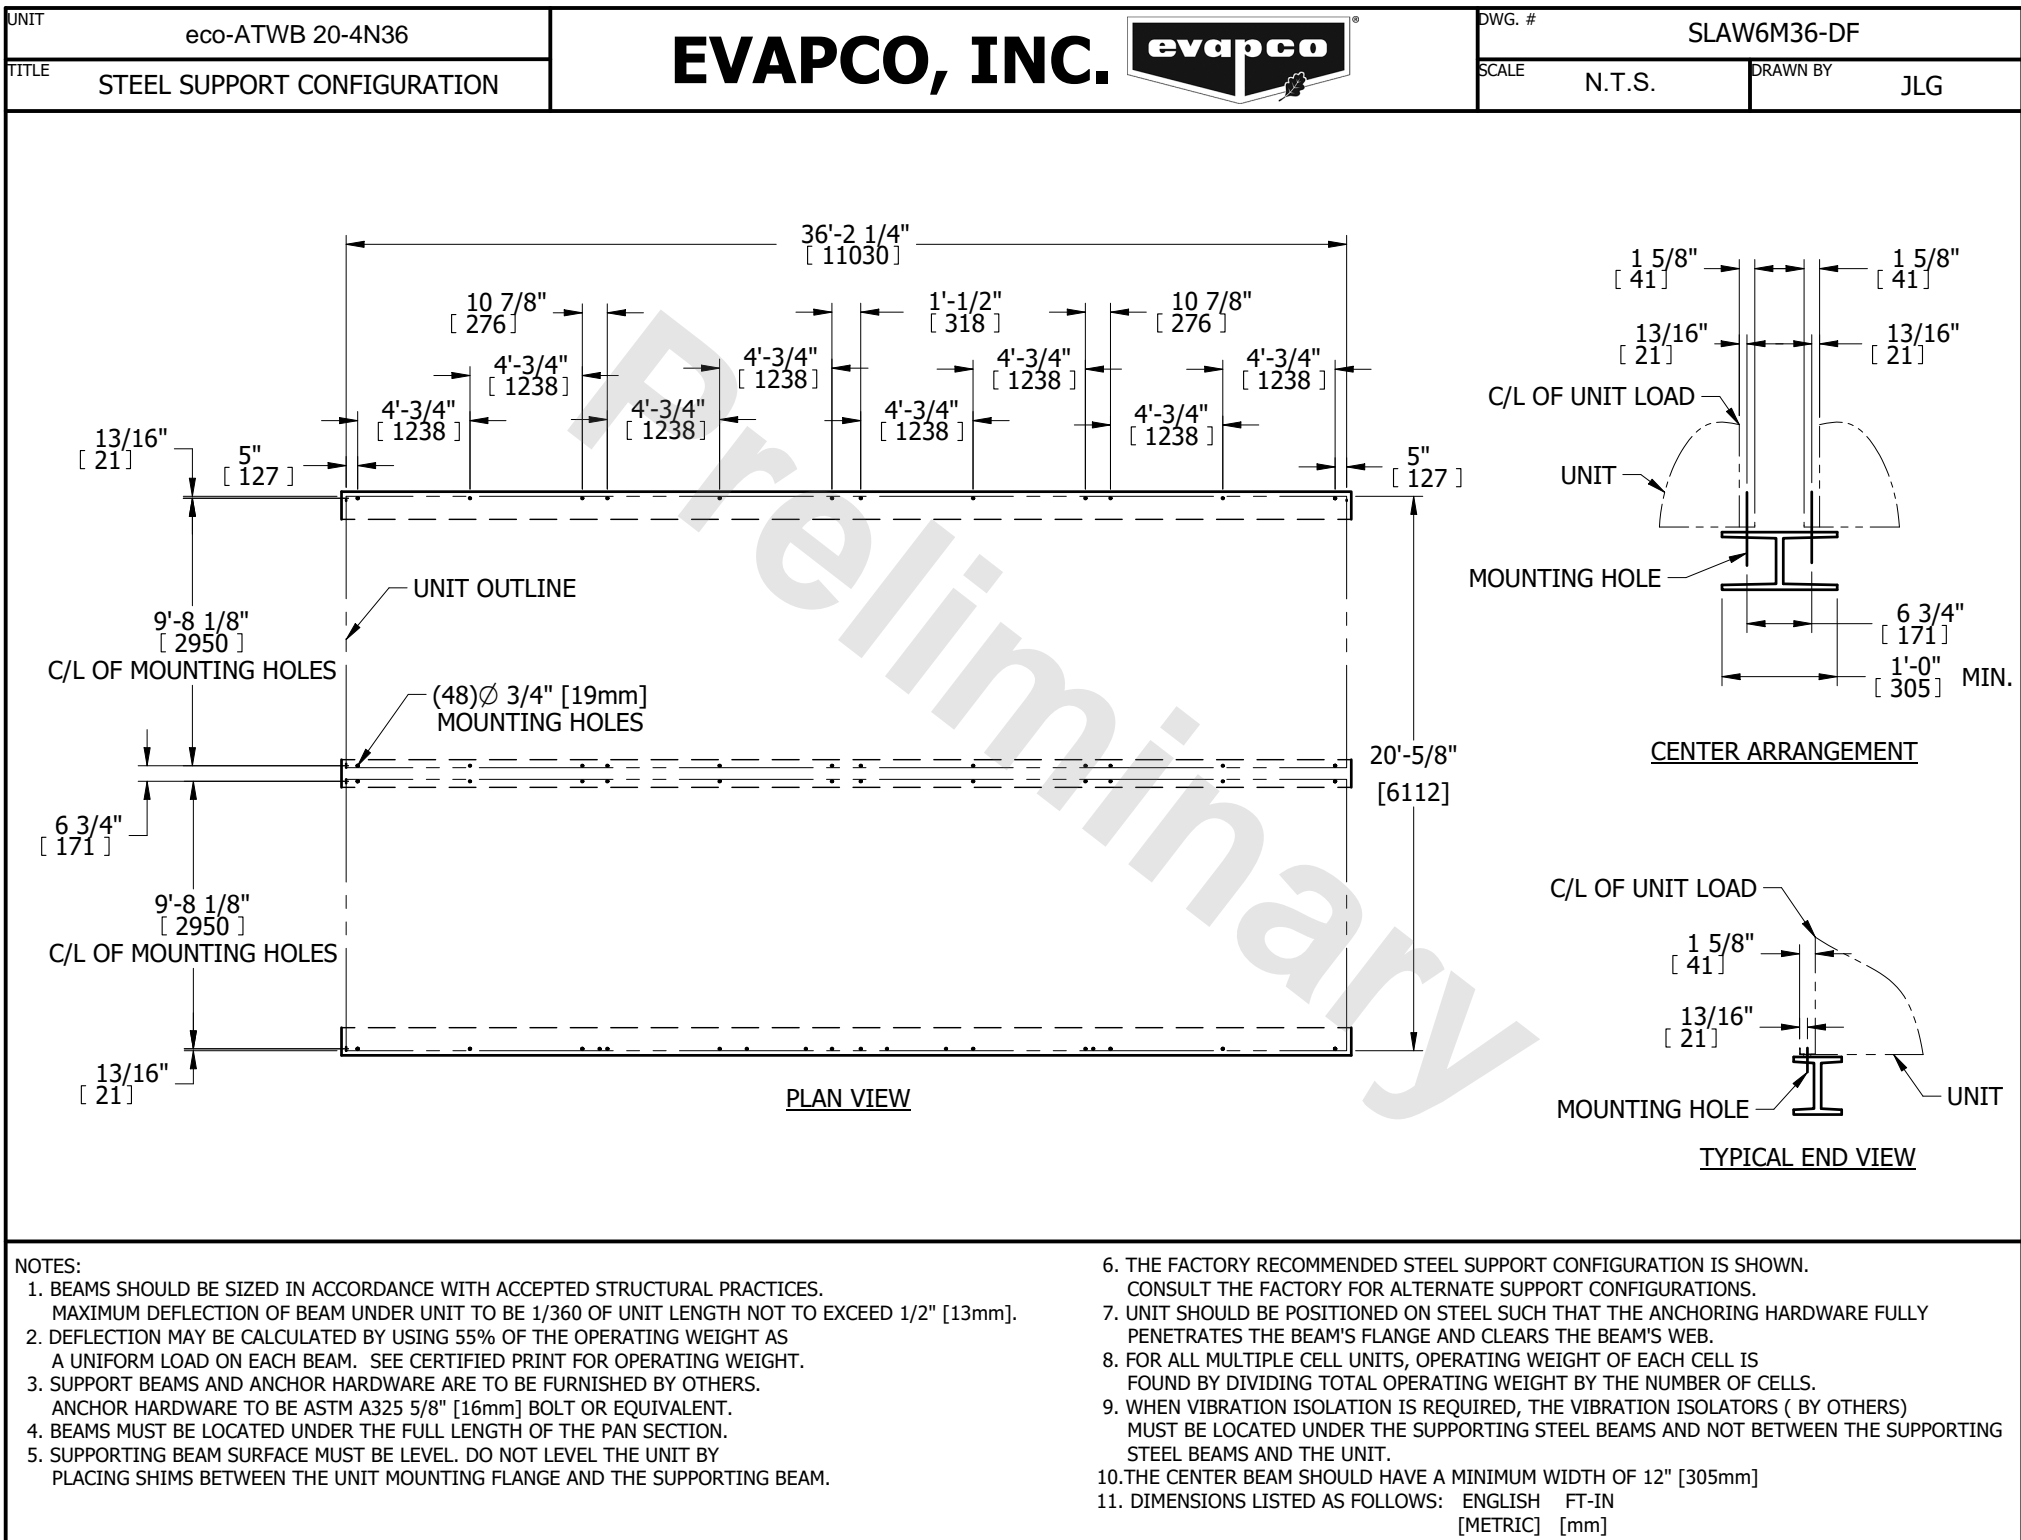 UNIT
eco-ATWB 20-4N36
TITLE
STEEL SUPPORT CONFIGURATION
EVAPCO, INC.
evapco
®
DWG. #
SLAW6M36-DF
SCALE
N.T.S.
DRAWN BY
JLG
36'-2 1/4"
[ 11030 ]
10 7/8"
[ 276 ]
1'-1/2"
[ 318 ]
10 7/8"
[ 276 ]
4'-3/4"
[ 1238 ]
4'-3/4"
[ 1238 ]
4'-3/4"
[ 1238 ]
4'-3/4"
[ 1238 ]
4'-3/4"
[ 1238 ]
4'-3/4"
[ 1238 ]
4'-3/4"
[ 1238 ]
4'-3/4"
[ 1238 ]
13/16"
[ 21 ]
5"
[ 127 ]
5"
[ 127 ]
UNIT OUTLINE
9'-8 1/8"
[ 2950 ]
C/L OF MOUNTING HOLES
(48)Ø 3/4" [19mm]
MOUNTING HOLES
20'-5/8"
[6112]
6 3/4"
[ 171 ]
9'-8 1/8"
[ 2950 ]
C/L OF MOUNTING HOLES
13/16"
[ 21 ]
PLAN VIEW
Preliminary
1 5/8"
[ 41 ]
1 5/8"
[ 41 ]
13/16"
[ 21 ]
13/16"
[ 21 ]
C/L OF UNIT LOAD
UNIT
MOUNTING HOLE
6 3/4"
[ 171 ]
1'-0"
[ 305 ] MIN.
CENTER ARRANGEMENT
C/L OF UNIT LOAD
1 5/8"
[ 41 ]
13/16"
[ 21 ]
MOUNTING HOLE
UNIT
TYPICAL END VIEW
NOTES:
1. BEAMS SHOULD BE SIZED IN ACCORDANCE WITH ACCEPTED STRUCTURAL PRACTICES.
MAXIMUM DEFLECTION OF BEAM UNDER UNIT TO BE 1/360 OF UNIT LENGTH NOT TO EXCEED 1/2" [13mm].
2. DEFLECTION MAY BE CALCULATED BY USING 55% OF THE OPERATING WEIGHT AS
A UNIFORM LOAD ON EACH BEAM. SEE CERTIFIED PRINT FOR OPERATING WEIGHT.
3. SUPPORT BEAMS AND ANCHOR HARDWARE ARE TO BE FURNISHED BY OTHERS.
ANCHOR HARDWARE TO BE ASTM A325 5/8" [16mm] BOLT OR EQUIVALENT.
4. BEAMS MUST BE LOCATED UNDER THE FULL LENGTH OF THE PAN SECTION.
5. SUPPORTING BEAM SURFACE MUST BE LEVEL. DO NOT LEVEL THE UNIT BY
PLACING SHIMS BETWEEN THE UNIT MOUNTING FLANGE AND THE SUPPORTING BEAM.
6. THE FACTORY RECOMMENDED STEEL SUPPORT CONFIGURATION IS SHOWN.
CONSULT THE FACTORY FOR ALTERNATE SUPPORT CONFIGURATIONS.
7. UNIT SHOULD BE POSITIONED ON STEEL SUCH THAT THE ANCHORING HARDWARE FULLY
PENETRATES THE BEAM'S FLANGE AND CLEARS THE BEAM'S WEB.
8. FOR ALL MULTIPLE CELL UNITS, OPERATING WEIGHT OF EACH CELL IS
FOUND BY DIVIDING TOTAL OPERATING WEIGHT BY THE NUMBER OF CELLS.
9. WHEN VIBRATION ISOLATION IS REQUIRED, THE VIBRATION ISOLATORS ( BY OTHERS)
MUST BE LOCATED UNDER THE SUPPORTING STEEL BEAMS AND NOT BETWEEN THE SUPPORTING
STEEL BEAMS AND THE UNIT.
10.THE CENTER BEAM SHOULD HAVE A MINIMUM WIDTH OF 12" [305mm]
11. DIMENSIONS LISTED AS FOLLOWS: ENGLISH FT-IN
[METRIC] [mm]